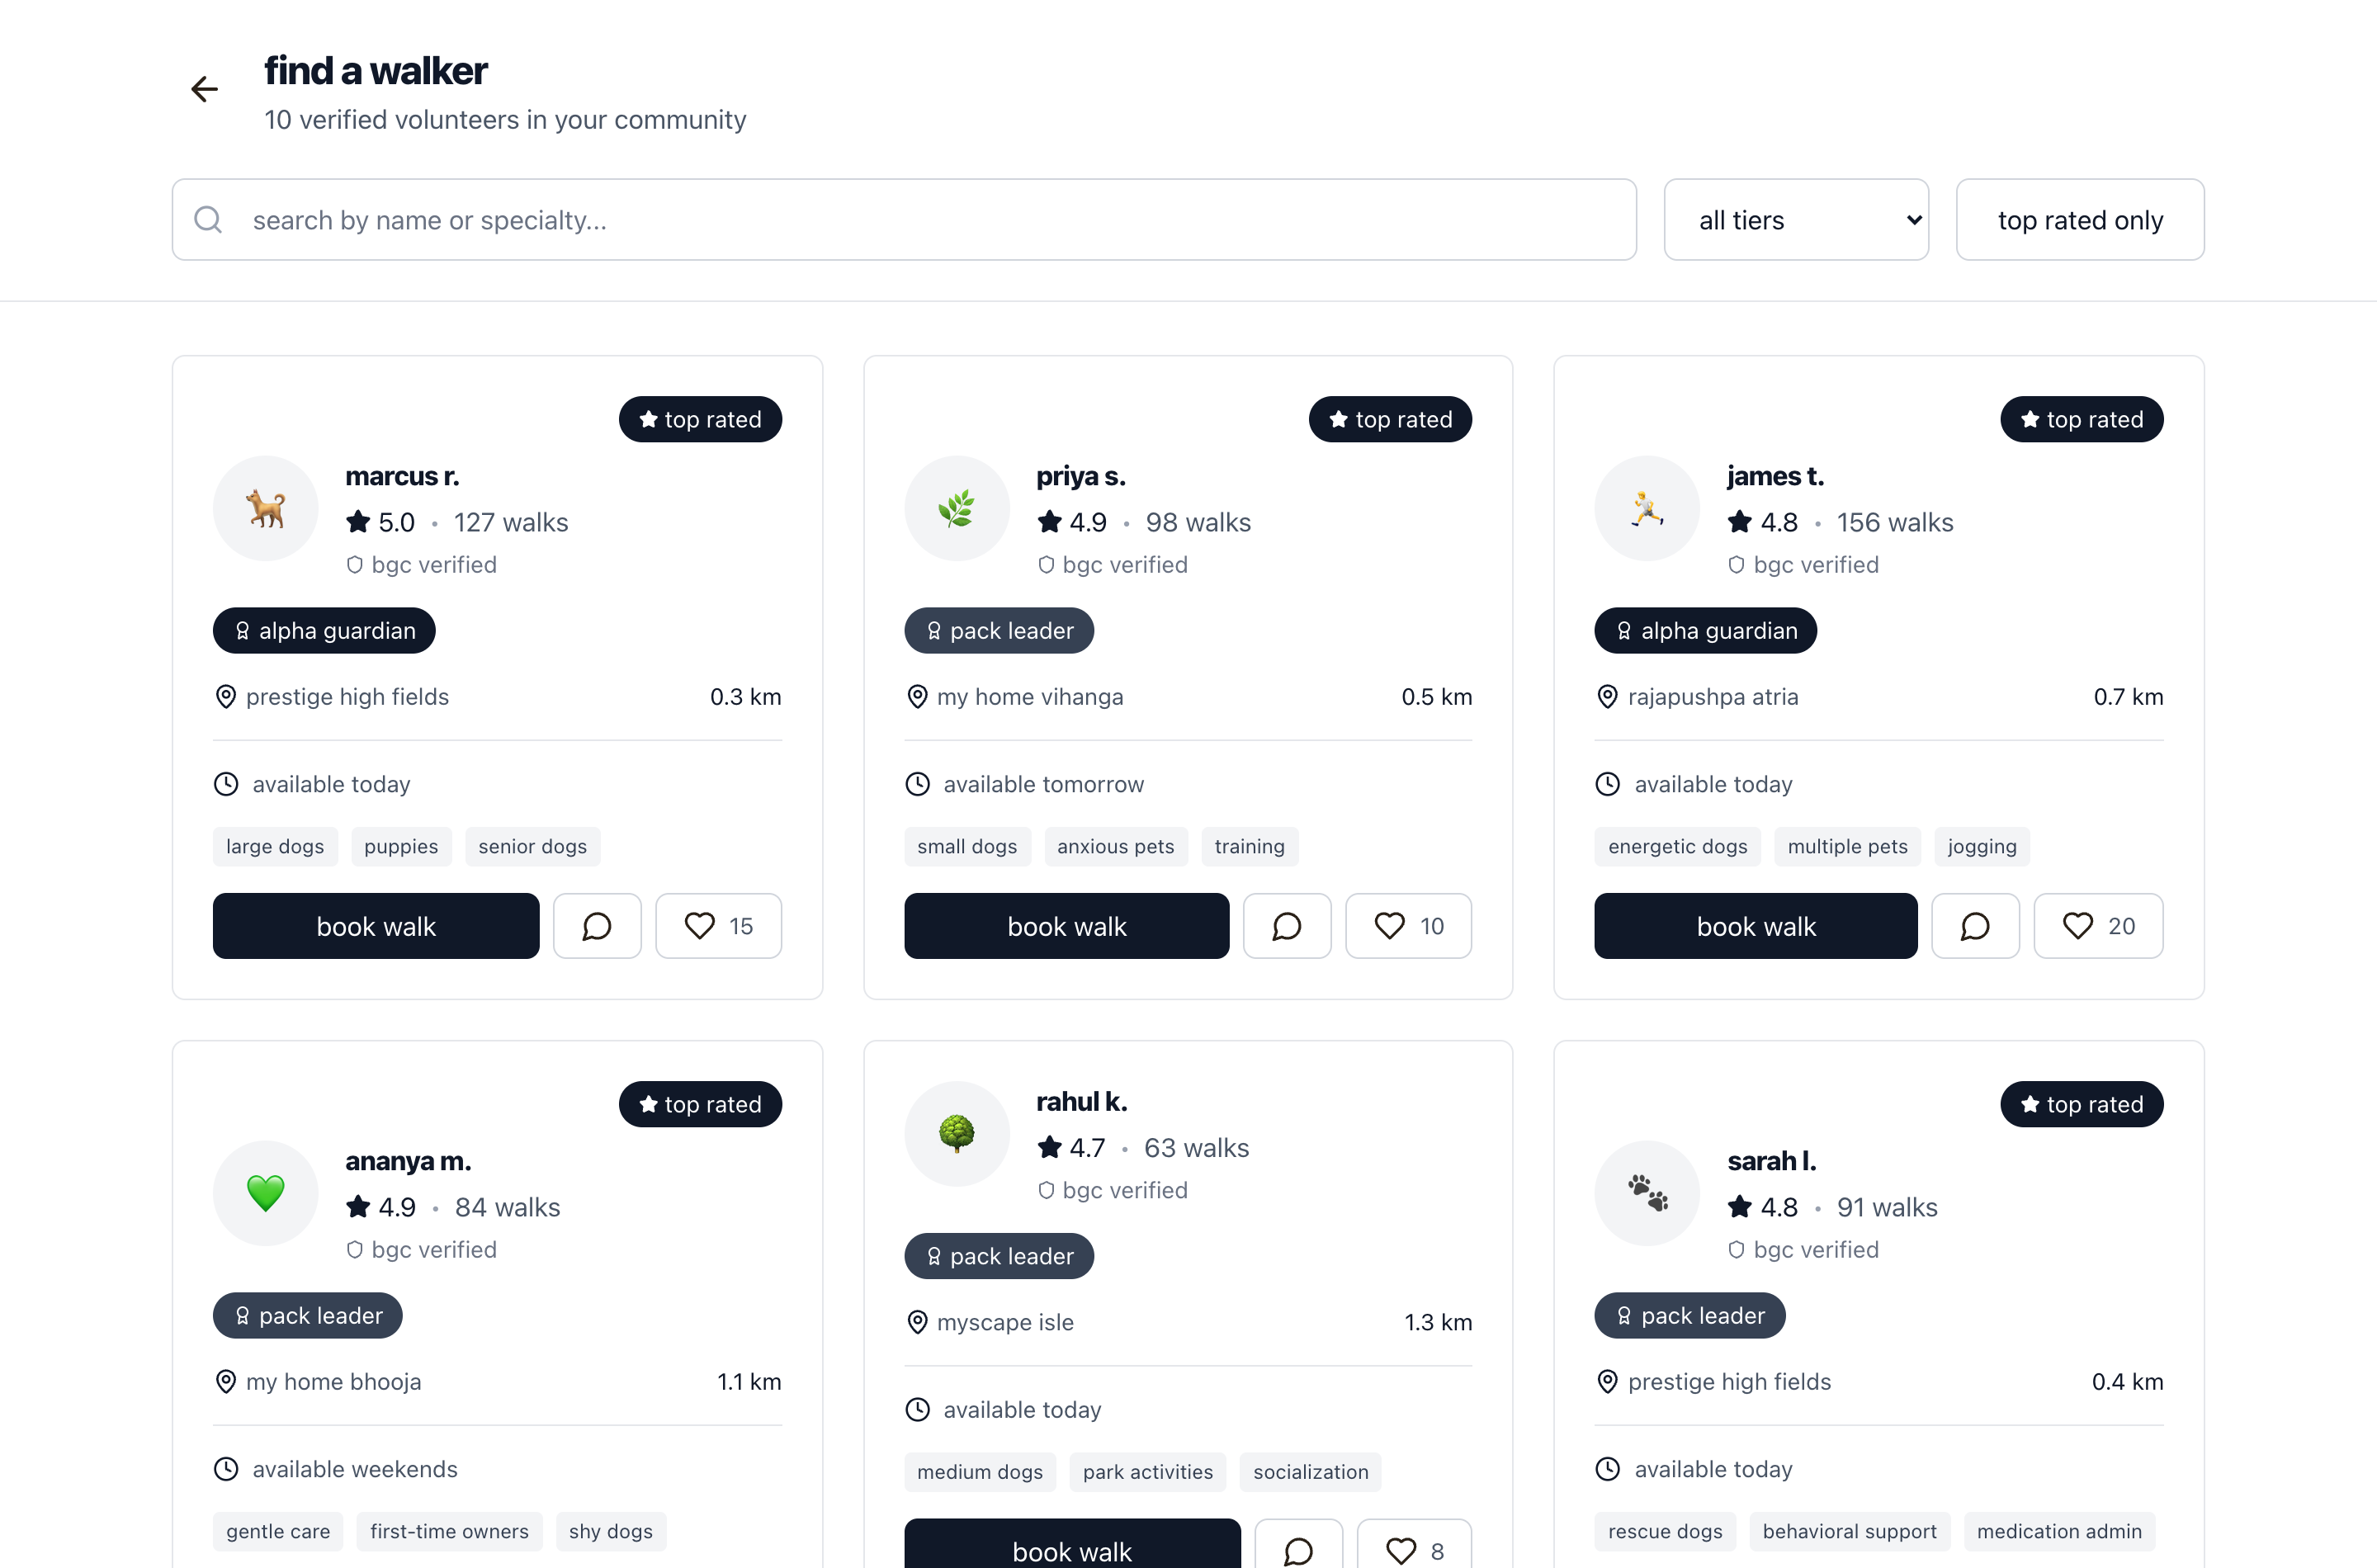 find a walker
10 verified volunteers in your community
search by name or specialty...
all tiers
top rated only
top rated
marcus r.
5.0 • 127 walks
bgc verified
alpha guardian
prestige high fields 0.3 km
available today
large dogs puppies senior dogs
book walk 15
top rated
priya s.
4.9 • 98 walks
bgc verified
pack leader
my home vihanga 0.5 km
available tomorrow
small dogs anxious pets training
book walk 10
top rated
james t.
4.8 • 156 walks
bgc verified
alpha guardian
rajapushpa atria 0.7 km
available today
energetic dogs multiple pets jogging
book walk 20
top rated
ananya m.
4.9 • 84 walks
bgc verified
pack leader
my home bhooja 1.1 km
available weekends
gentle care first-time owners shy dogs
rahul k.
4.7 • 63 walks
bgc verified
pack leader
myscape isle 1.3 km
available today
medium dogs park activities socialization
book walk 8
top rated
sarah l.
4.8 • 91 walks
bgc verified
pack leader
prestige high fields 0.4 km
available today
rescue dogs behavioral support medication admin